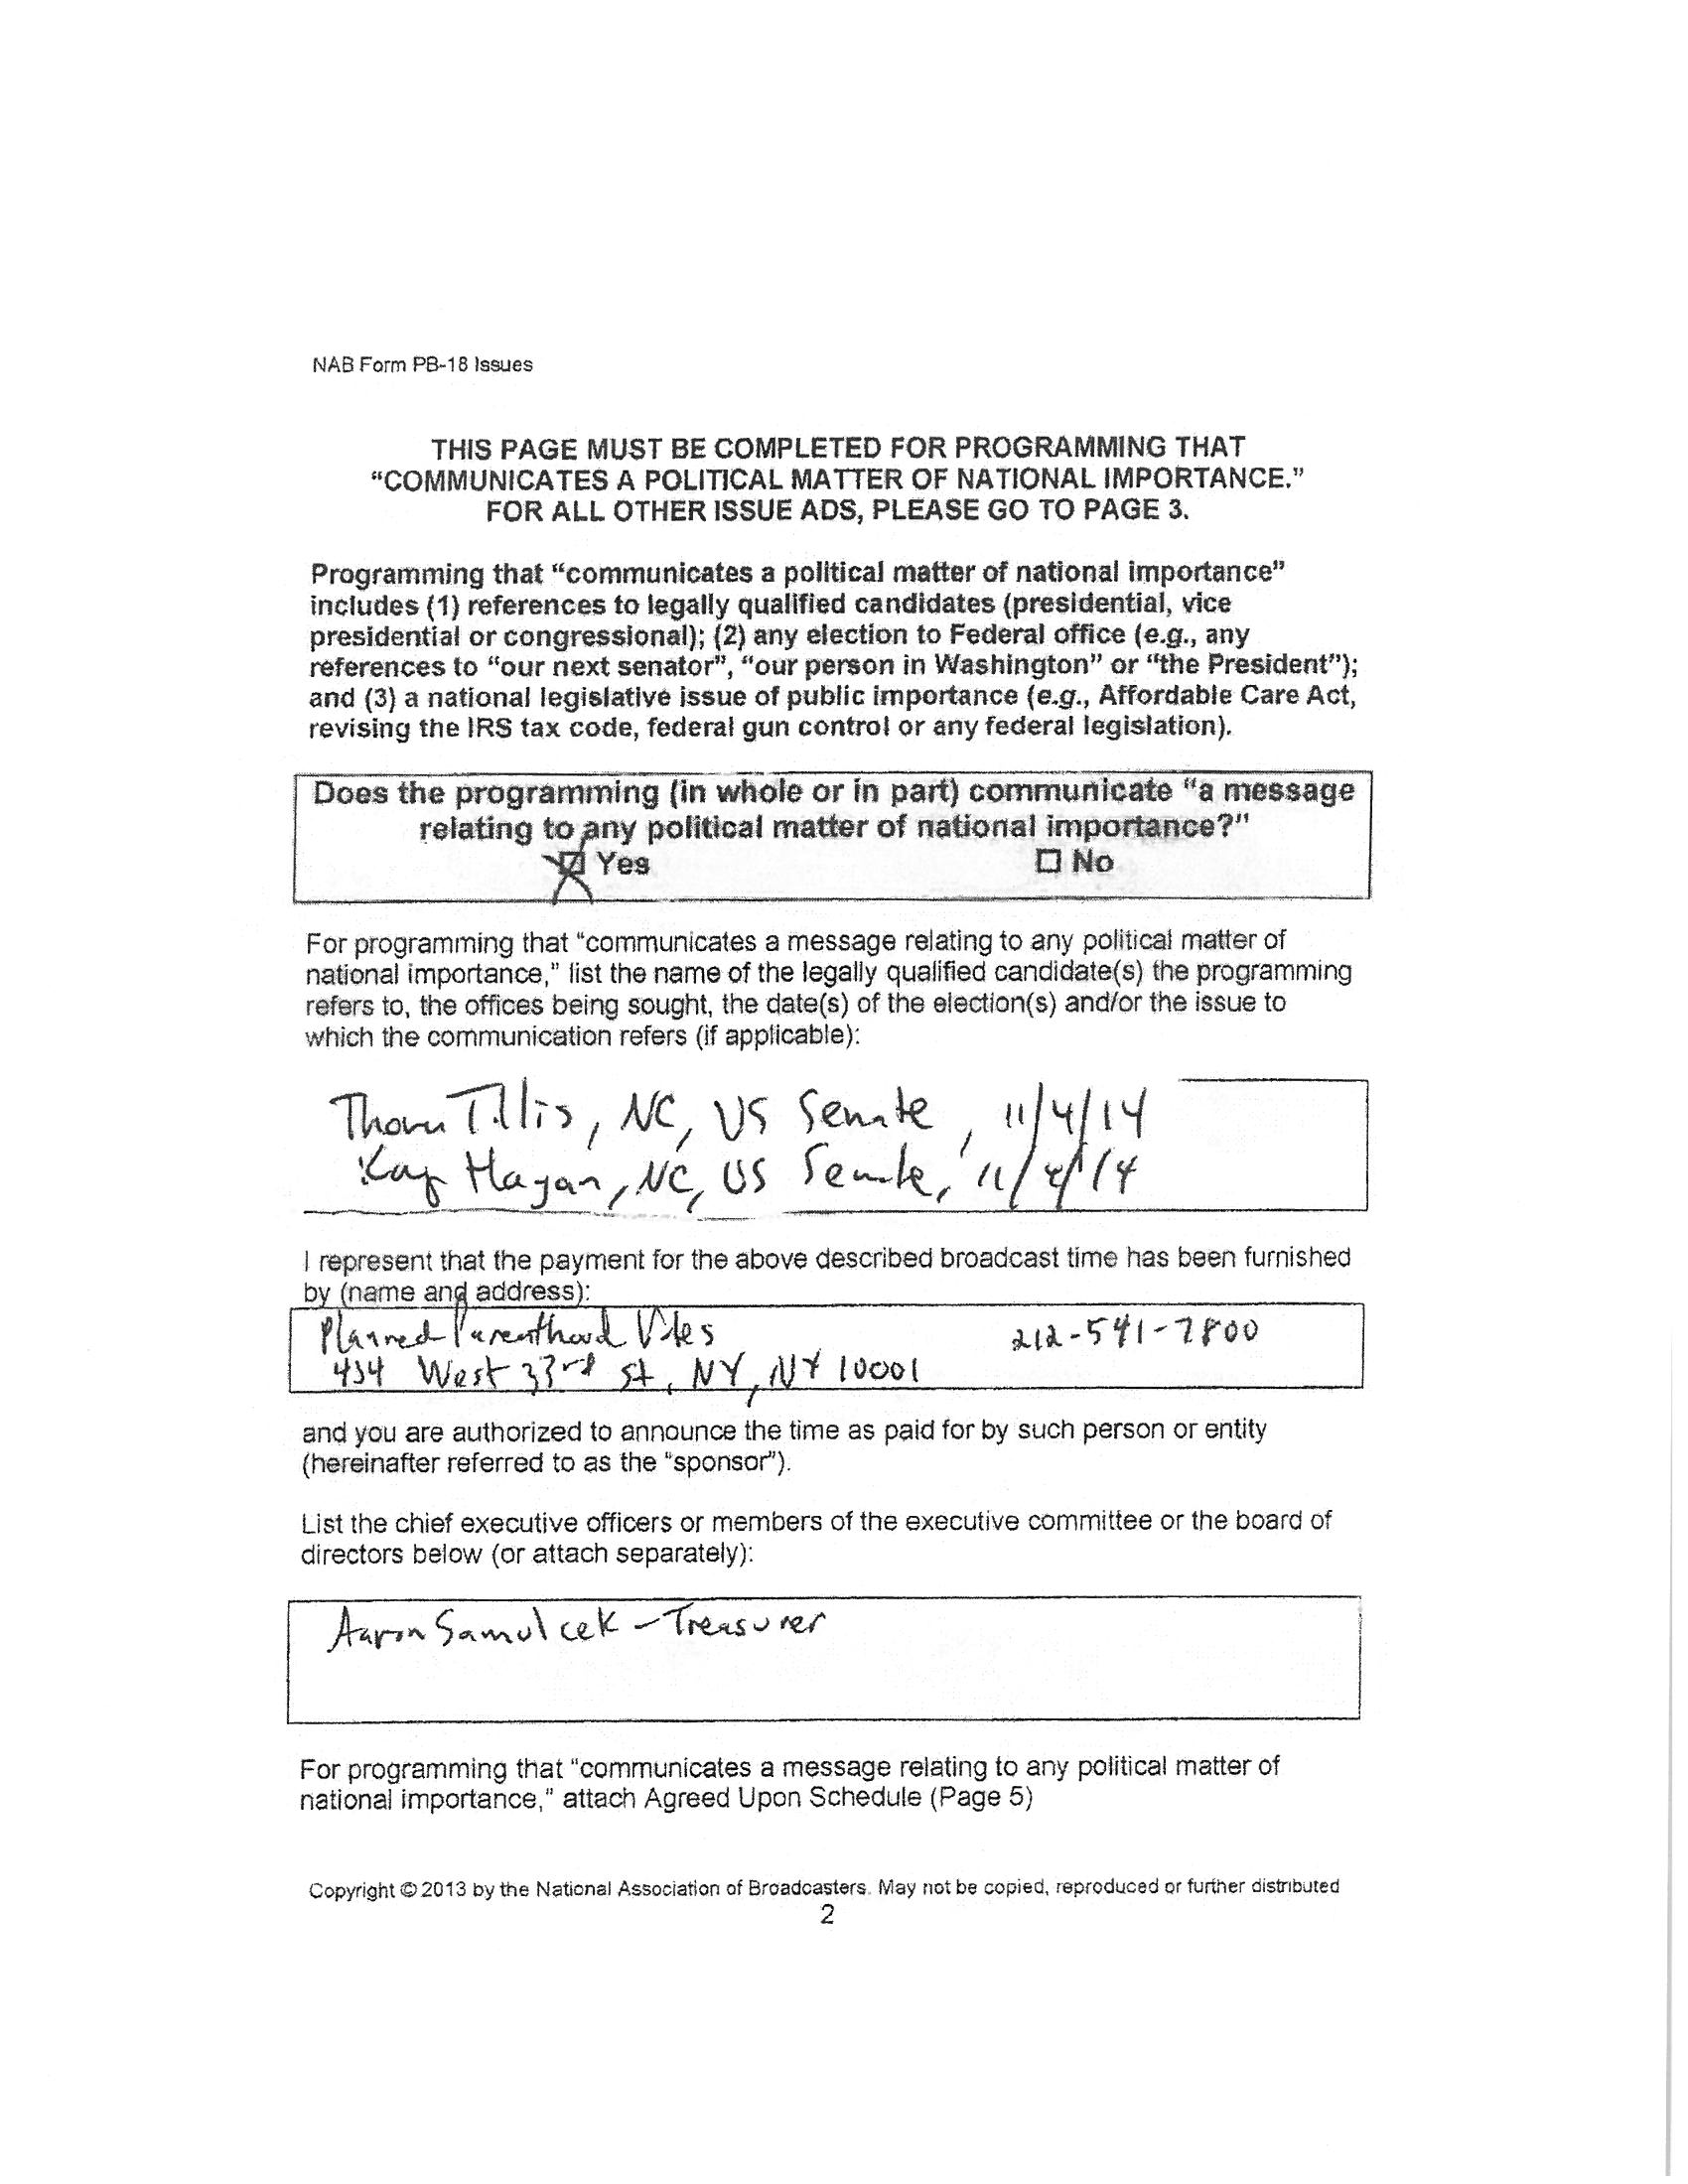 NAB Form PB-18 Issues
THIS PAGE MUST BE COMPLETED FOR PROGRAMMING THAT
“COMMUNICATES A POLITICAL MATTER OF NATIONAL IMPORTANCE.”
FOR ALL OTHER ISSUE ADS, PLEASE GO TO PAGE 3.
Programming that “communicates a political matter of national importance”
includes (1) references to legally qualified candidates (presidential, vice
presidential or congressional); (2) any election to Federal office (e.g., any
references to “our next senator”, “our person in Washington” or “the President”);
and (3) a national legislative issue of public importance (e.g., Affordable Care Act,
revising the IRS tax code, federal gun control or any federal legislation).
Does the programming (in whole or in part) communicate “a message
relating to any political matter of national importance?”
Yes No
For programming that “communicates a message relating to any political matter of
national importance,” list the name of the legally qualified candidate(s) the programming
refers to, the offices being sought, the date(s) of the election(s) and/or the issue to
which the communication refers (if applicable):
Thom Tillis, NC, US Senate, 11/4/14
Kay Hagan, NC, US Senate, 11/4/14
I represent that the payment for the above described broadcast time has been furnished
by (name and address):
Planned Parenthood Votes 212-541-7800
434 West 33rd St, NY, NY 10001
and you are authorized to announce the time as paid for by such person or entity
(hereinafter referred to as the “sponsor”).
List the chief executive officers or members of the executive committee or the board of
directors below (or attach separately):
Aaron Samulcek - Treasurer
For programming that “communicates a message relating to any political matter of
national importance,” attach Agreed Upon Schedule (Page 5)
Copyright © 2013 by the National Association of Broadcasters. May not be copied, reproduced or further distributed
2